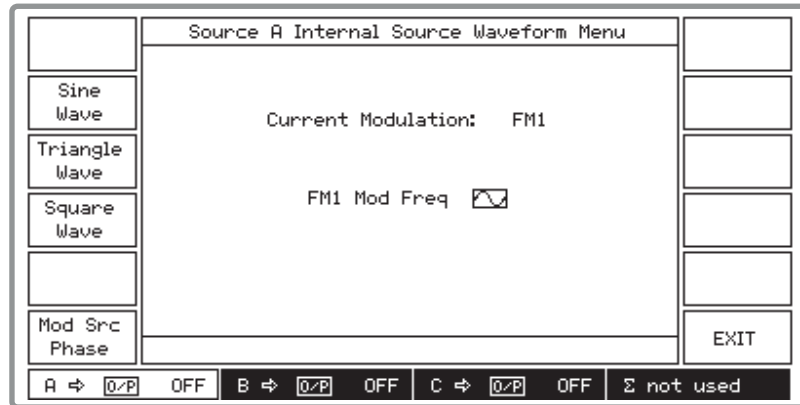 Source A Internal Source Waveform Menu
Sine
Wave
Current Modulation: FM1
Triangle
Wave
FM1 Mod Freq
Square
Wave
Mod Src
Phase
EXIT
A ⇨ O/P OFF B ⇨ O/P OFF C ⇨ O/P OFF Σ not used